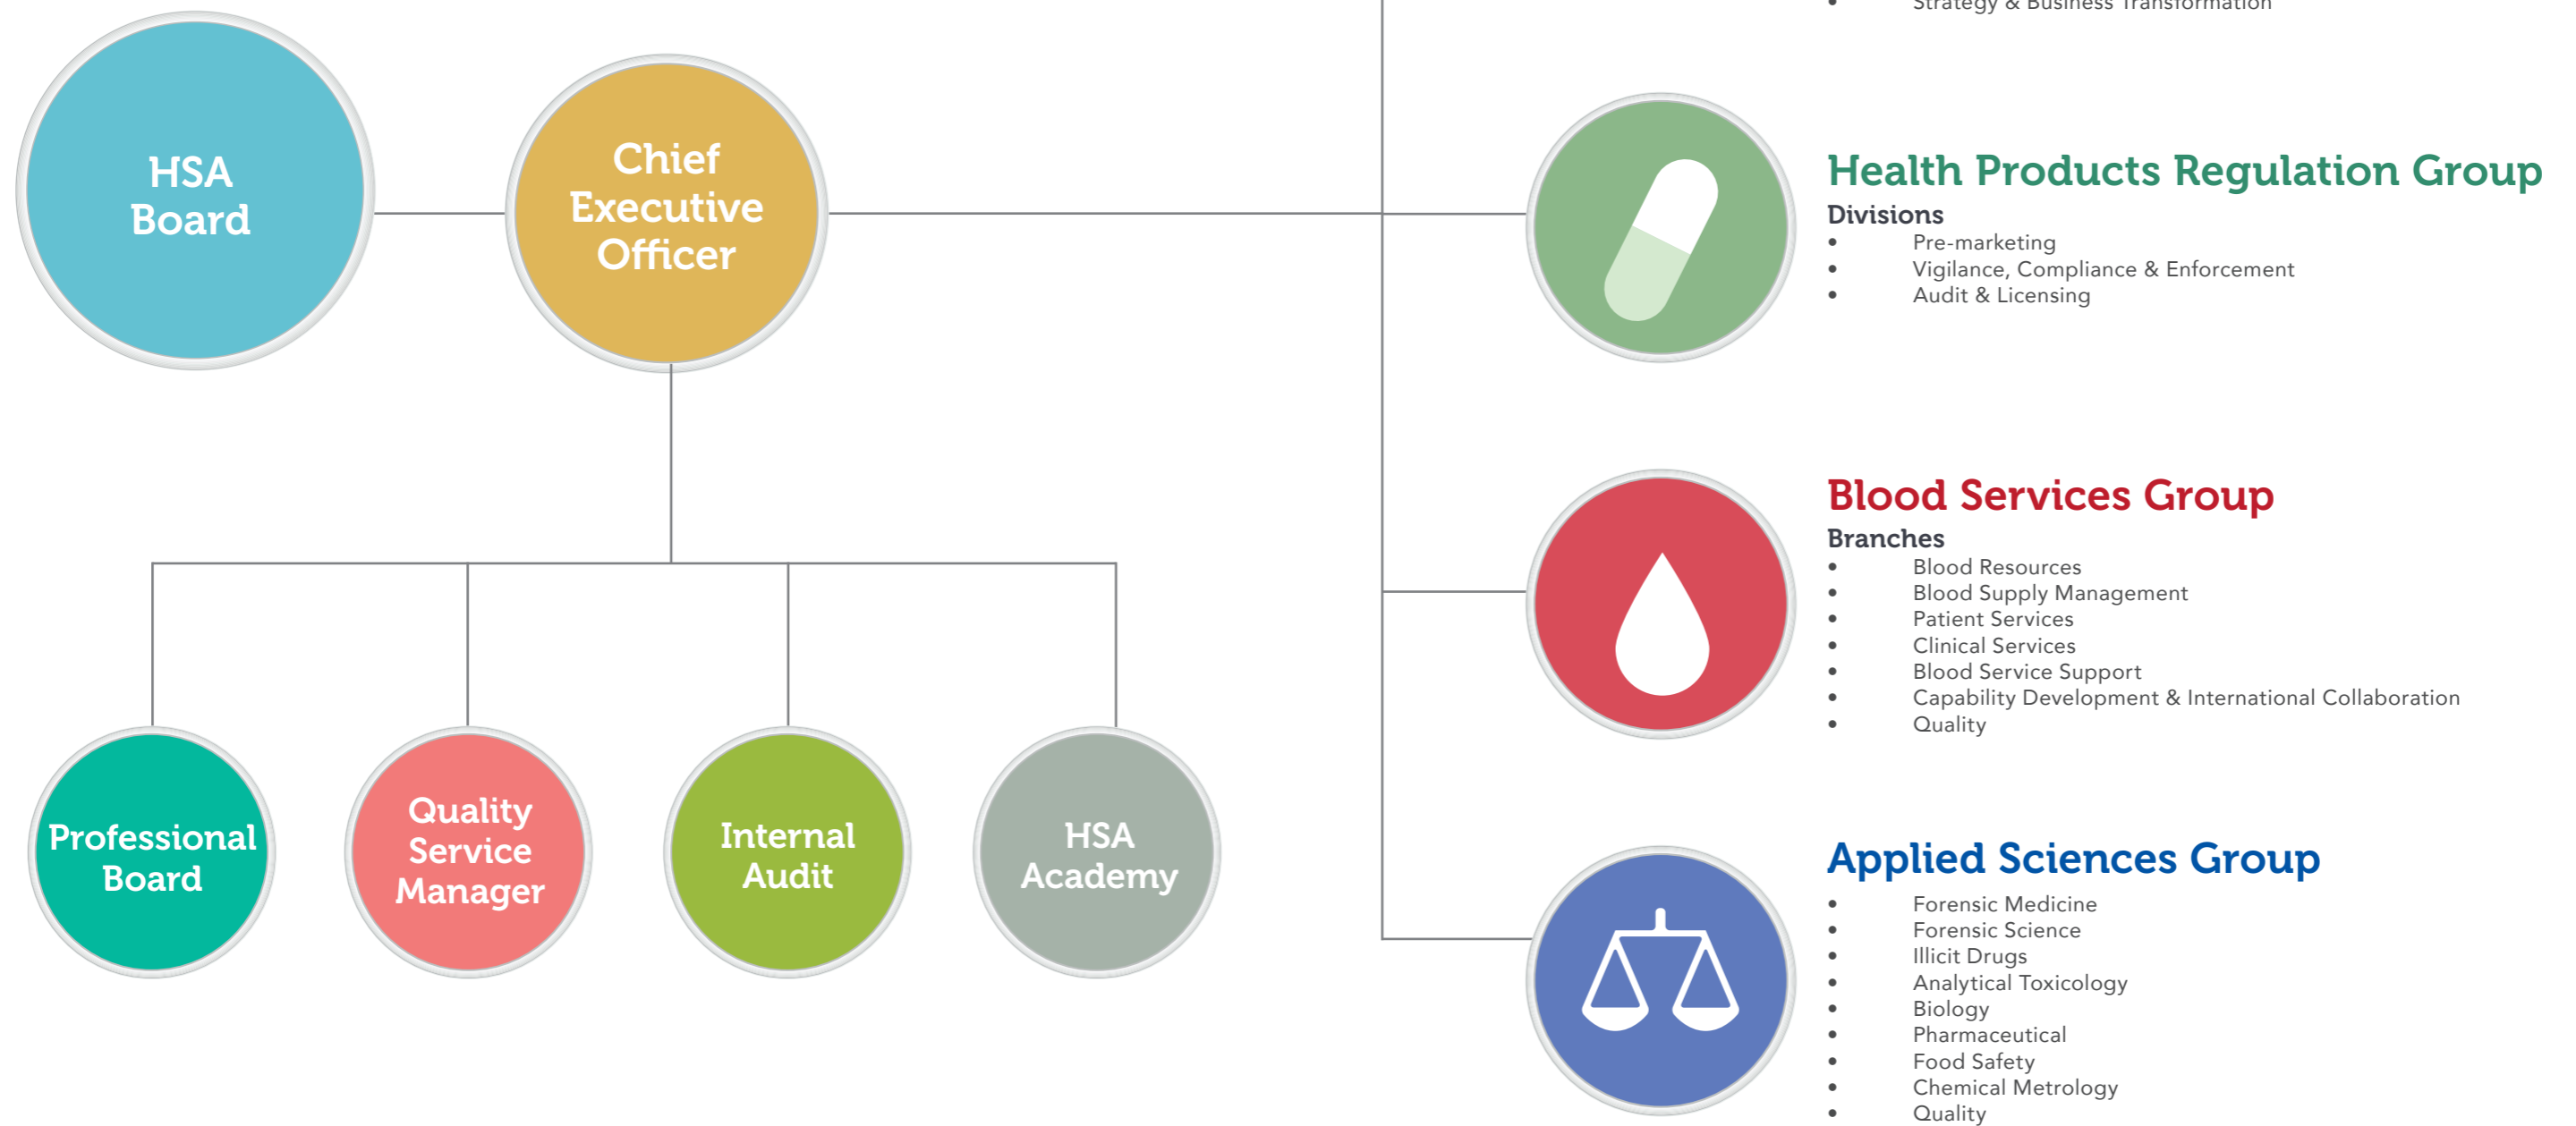 Strategy & Business Transformation
HSA
Board
Chief
Executive
Officer
Health Products Regulation Group
Divisions
• Pre-marketing
• Vigilance, Compliance & Enforcement
• Audit & Licensing
Blood Services Group
Branches
• Blood Resources
• Blood Supply Management
• Patient Services
• Clinical Services
• Blood Service Support
• Capability Development & International Collaboration
• Quality
Professional
Board
Quality
Service
Manager
Internal
Audit
HSA
Academy
Applied Sciences Group
• Forensic Medicine
• Forensic Science
• Illicit Drugs
• Analytical Toxicology
• Biology
• Pharmaceutical
• Food Safety
• Chemical Metrology
• Quality